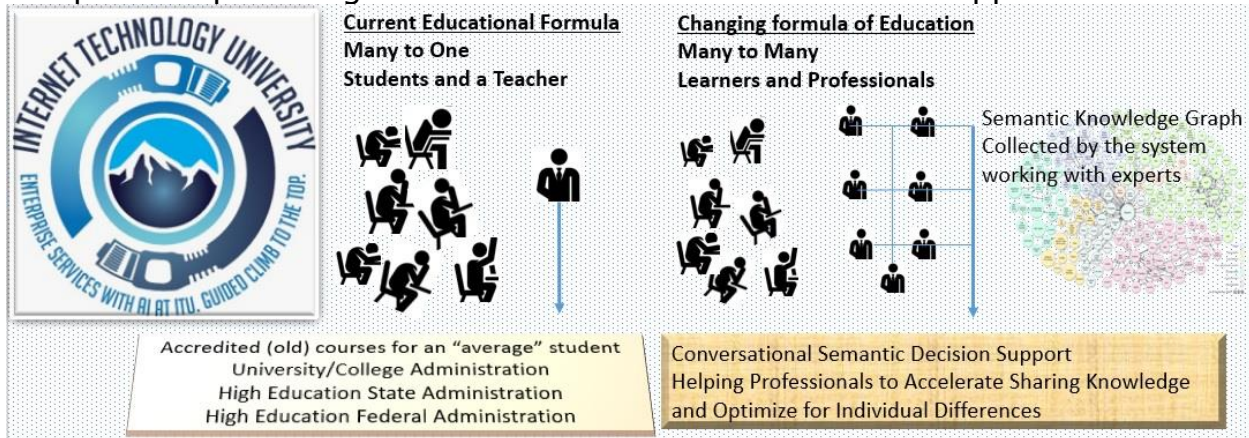 INTERNET TECHNOLOGY UNIVERSITY
ENTERPRISE SERVICES WITH AI AT ITU. GUIDED CLIMB TO THE TOP.
Current Educational Formula
Many to One
Students and a Teacher
Changing formula of Education
Many to Many
Learners and Professionals
Semantic Knowledge Graph
Collected by the system
working with experts
Accredited (old) courses for an “average” student
University/College Administration
High Education State Administration
High Education Federal Administration
Conversational Semantic Decision Support
Helping Professionals to Accelerate Sharing Knowledge
and Optimize for Individual Differences